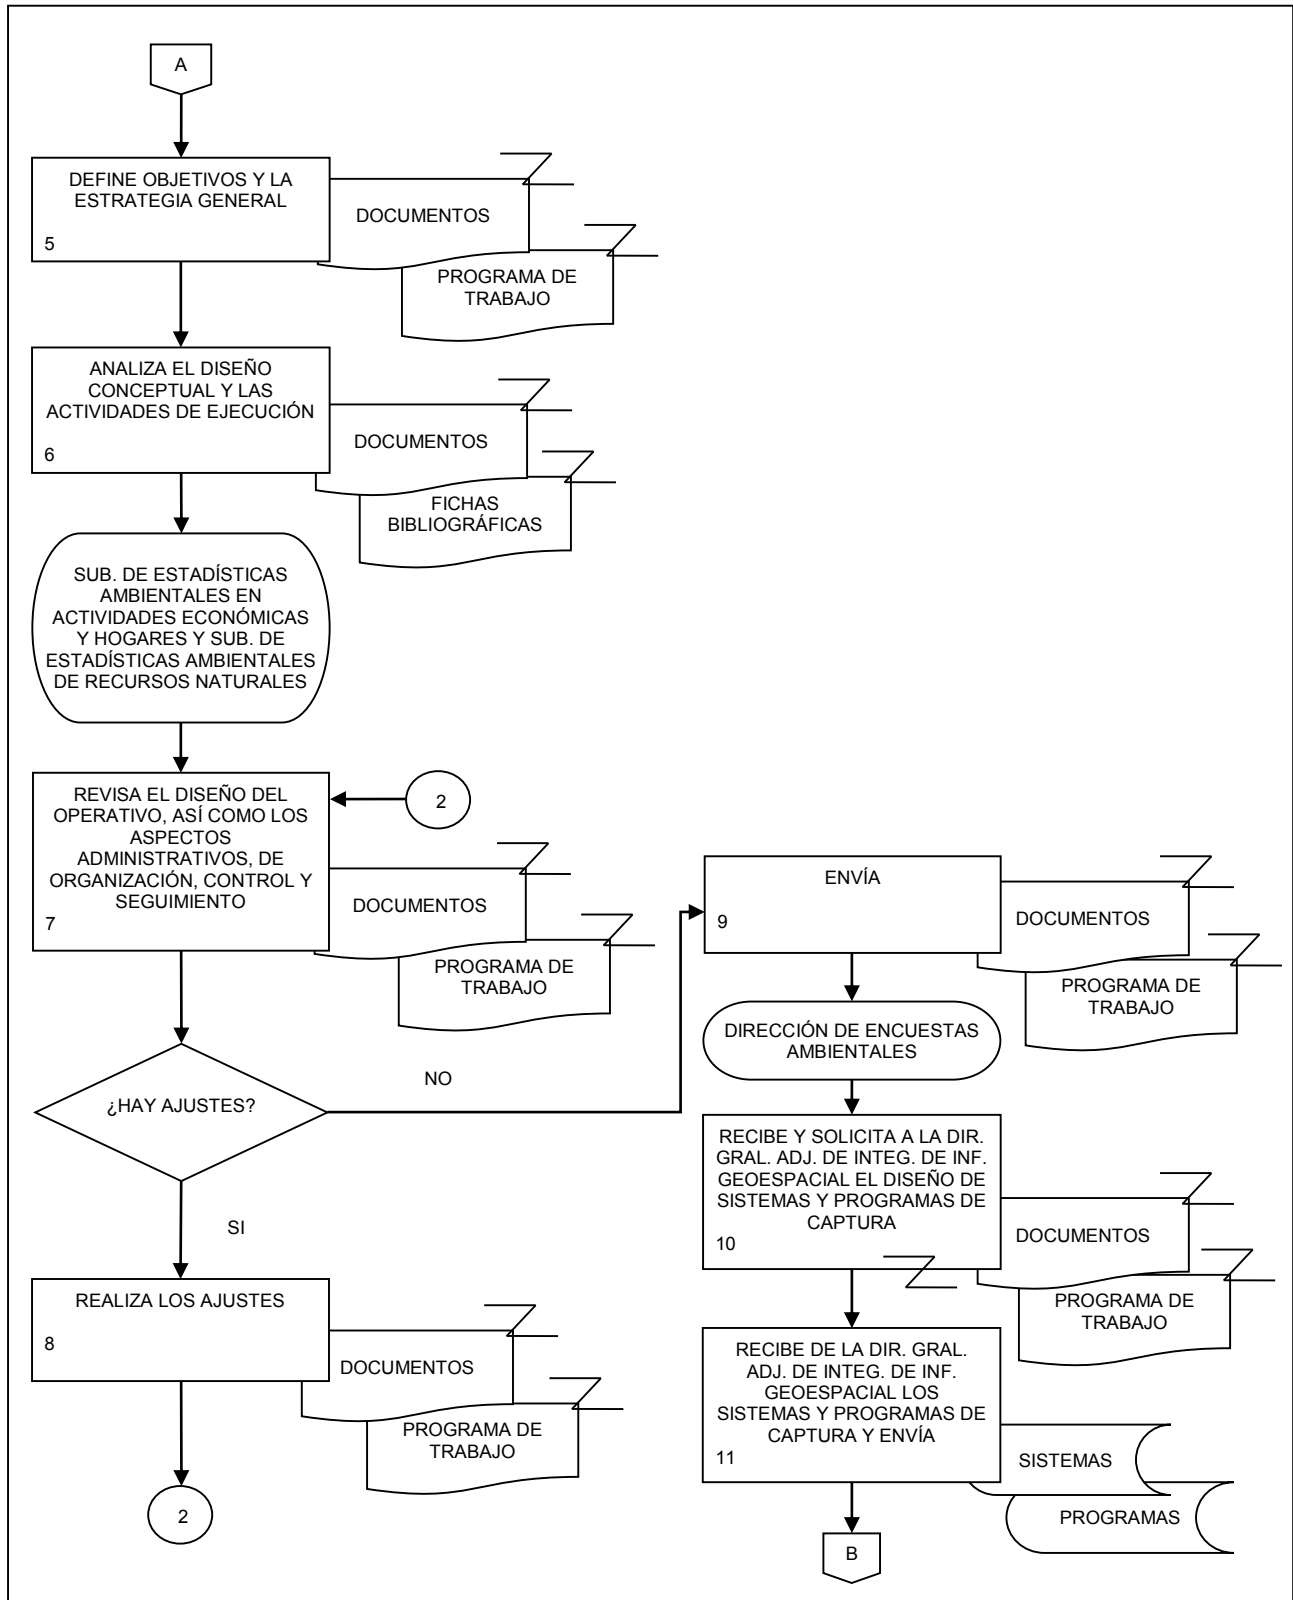 A
DEFINE OBJETIVOS Y LA
ESTRATEGIA GENERAL
5
DOCUMENTOS
PROGRAMA DE
TRABAJO
ANALIZA EL DISEÑO
CONCEPTUAL Y LAS
ACTIVIDADES DE EJECUCIÓN
6
DOCUMENTOS
FICHAS
BIBLIOGRÁFICAS
SUB. DE ESTADÍSTICAS
AMBIENTALES EN
ACTIVIDADES ECONÓMICAS
Y HOGARES Y SUB. DE
ESTADÍSTICAS AMBIENTALES
DE RECURSOS NATURALES
REVISA EL DISEÑO DEL
OPERATIVO, ASÍ COMO LOS
ASPECTOS
ADMINISTRATIVOS, DE
ORGANIZACIÓN, CONTROL Y
SEGUIMIENTO
7
2
DOCUMENTOS
PROGRAMA DE
TRABAJO
¿HAY AJUSTES?
NO
SI
REALIZA LOS AJUSTES
8
DOCUMENTOS
PROGRAMA DE
TRABAJO
2
ENVÍA
9
DOCUMENTOS
PROGRAMA DE
TRABAJO
DIRECCIÓN DE ENCUESTAS
AMBIENTALES
RECIBE Y SOLICITA A LA DIR.
GRAL. ADJ. DE INTEG. DE INF.
GEOESPACIAL EL DISEÑO DE
SISTEMAS Y PROGRAMAS DE
CAPTURA
10
DOCUMENTOS
PROGRAMA DE
TRABAJO
RECIBE DE LA DIR. GRAL.
ADJ. DE INTEG. DE INF.
GEOESPACIAL LOS
SISTEMAS Y PROGRAMAS DE
CAPTURA Y ENVÍA
11
SISTEMAS
PROGRAMAS
B